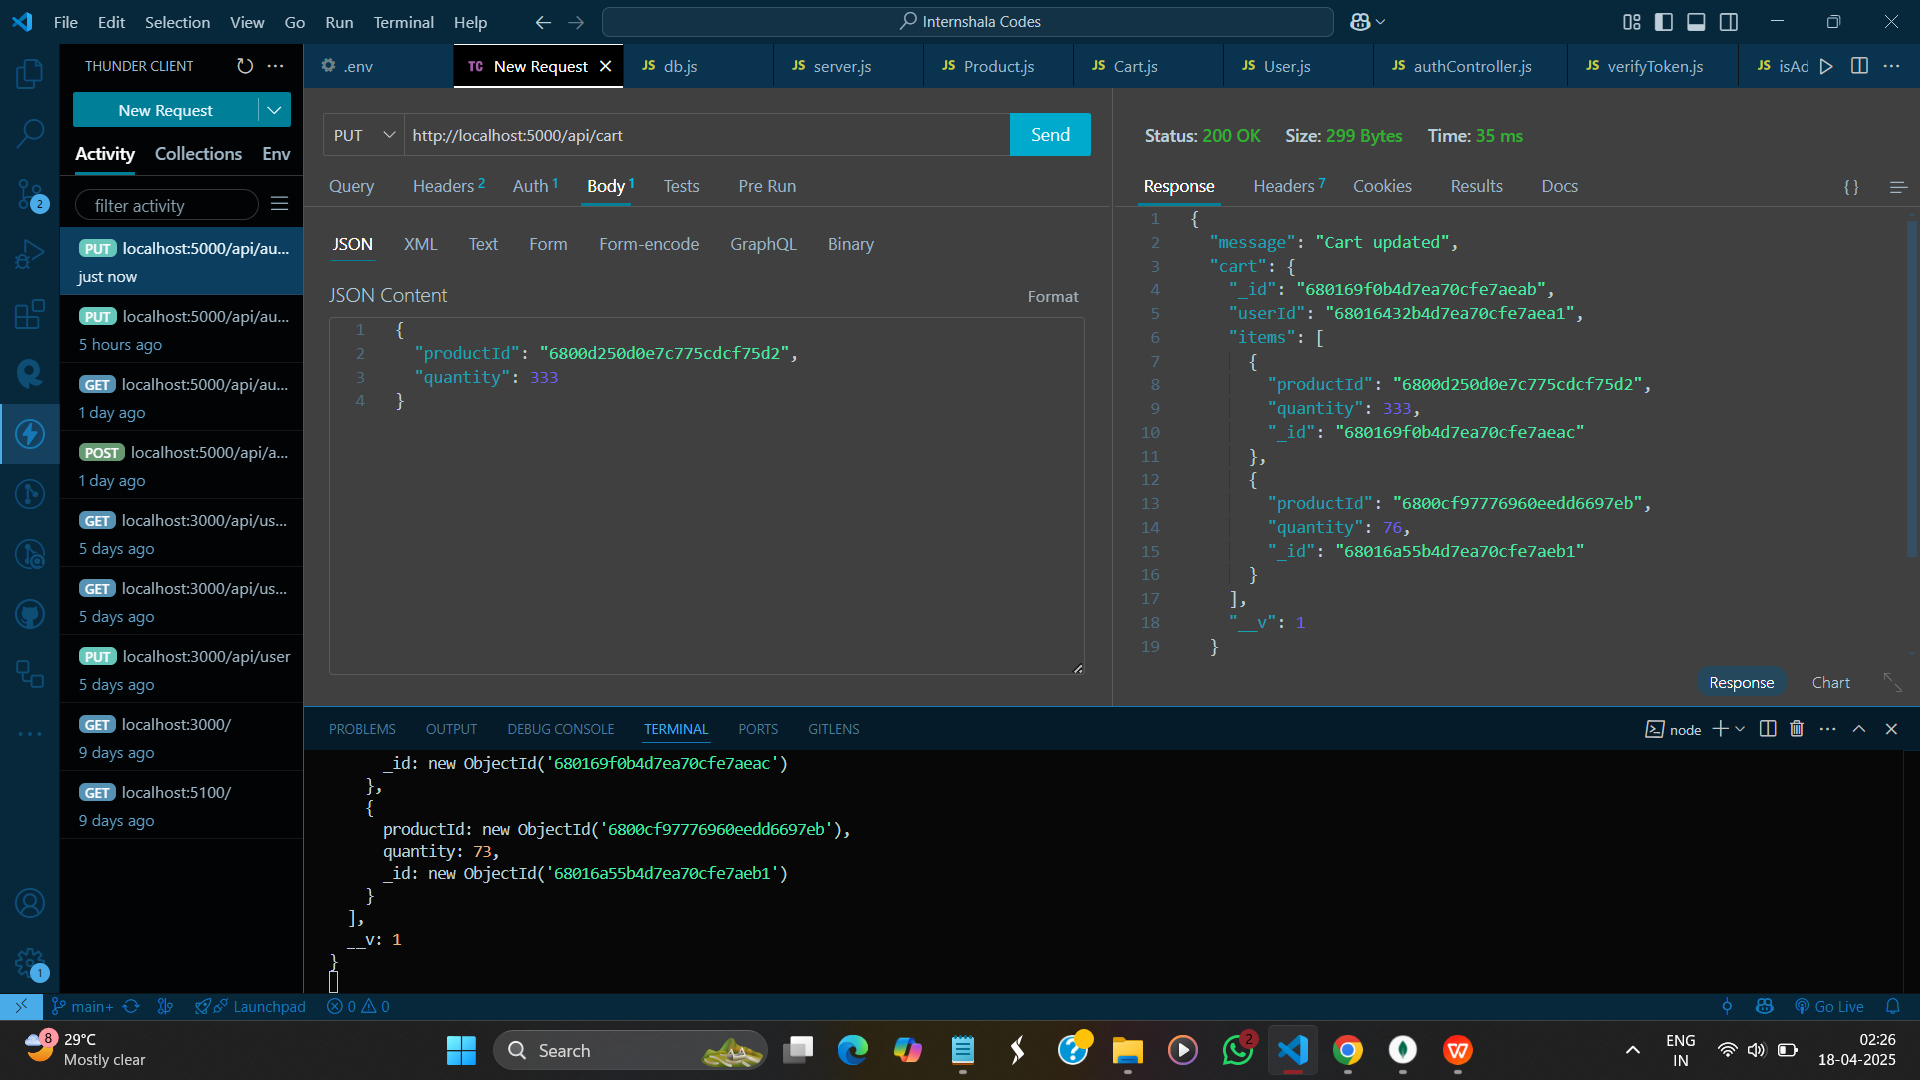 File Edit Selection View Go Run Terminal Help
Internshala Codes
THUNDER CLIENT
New Request
Activity Collections Env
filter activity
PUT localhost:5000/api/au...
just now
PUT localhost:5000/api/au...
5 hours ago
GET localhost:5000/api/au...
1 day ago
POST localhost:5000/api/a...
1 day ago
GET localhost:3000/api/us...
5 days ago
GET localhost:3000/api/us...
5 days ago
PUT localhost:3000/api/user
5 days ago
GET localhost:3000/
9 days ago
GET localhost:5100/
9 days ago
2
1
.env TC New Request JS db.js JS server.js JS Product.js JS Cart.js JS User.js JS authController.js JS verifyToken.js JS isAd
PUT http://localhost:5000/api/cart Send
Query Headers 2 Auth 1 Body 1 Tests Pre Run
JSON XML Text Form Form-encode GraphQL Binary
JSON Content Format
1 {
2 "productId": "6800d250d0e7c775cdcf75d2",
3 "quantity": 333
4 }
Status: 200 OK Size: 299 Bytes Time: 35 ms
Response Headers 7 Cookies Results Docs {}
1 {
2 "message": "Cart updated",
3 "cart": {
4 "_id": "680169f0b4d7ea70cfe7aeab",
5 "userId": "68016432b4d7ea70cfe7aea1",
6 "items": [
7 {
8 "productId": "6800d250d0e7c775cdcf75d2",
9 "quantity": 333,
10 "_id": "680169f0b4d7ea70cfe7aeac"
11 },
12 {
13 "productId": "6800cf97776960eedd6697eb",
14 "quantity": 76,
15 "_id": "68016a55b4d7ea70cfe7aeb1"
16 }
17 ],
18 "__v": 1
19 }
Response Chart
PROBLEMS OUTPUT DEBUG CONSOLE TERMINAL PORTS GITLENS
node
_id: new ObjectId('680169f0b4d7ea70cfe7aeac')
},
{
productId: new ObjectId('6800cf97776960eedd6697eb'),
quantity: 73,
_id: new ObjectId('68016a55b4d7ea70cfe7aeb1')
}
],
__v: 1
}
main+ Launchpad 0 0 Go Live
8 29°C
Mostly clear
Search
2
ENG
IN
02:26
18-04-2025